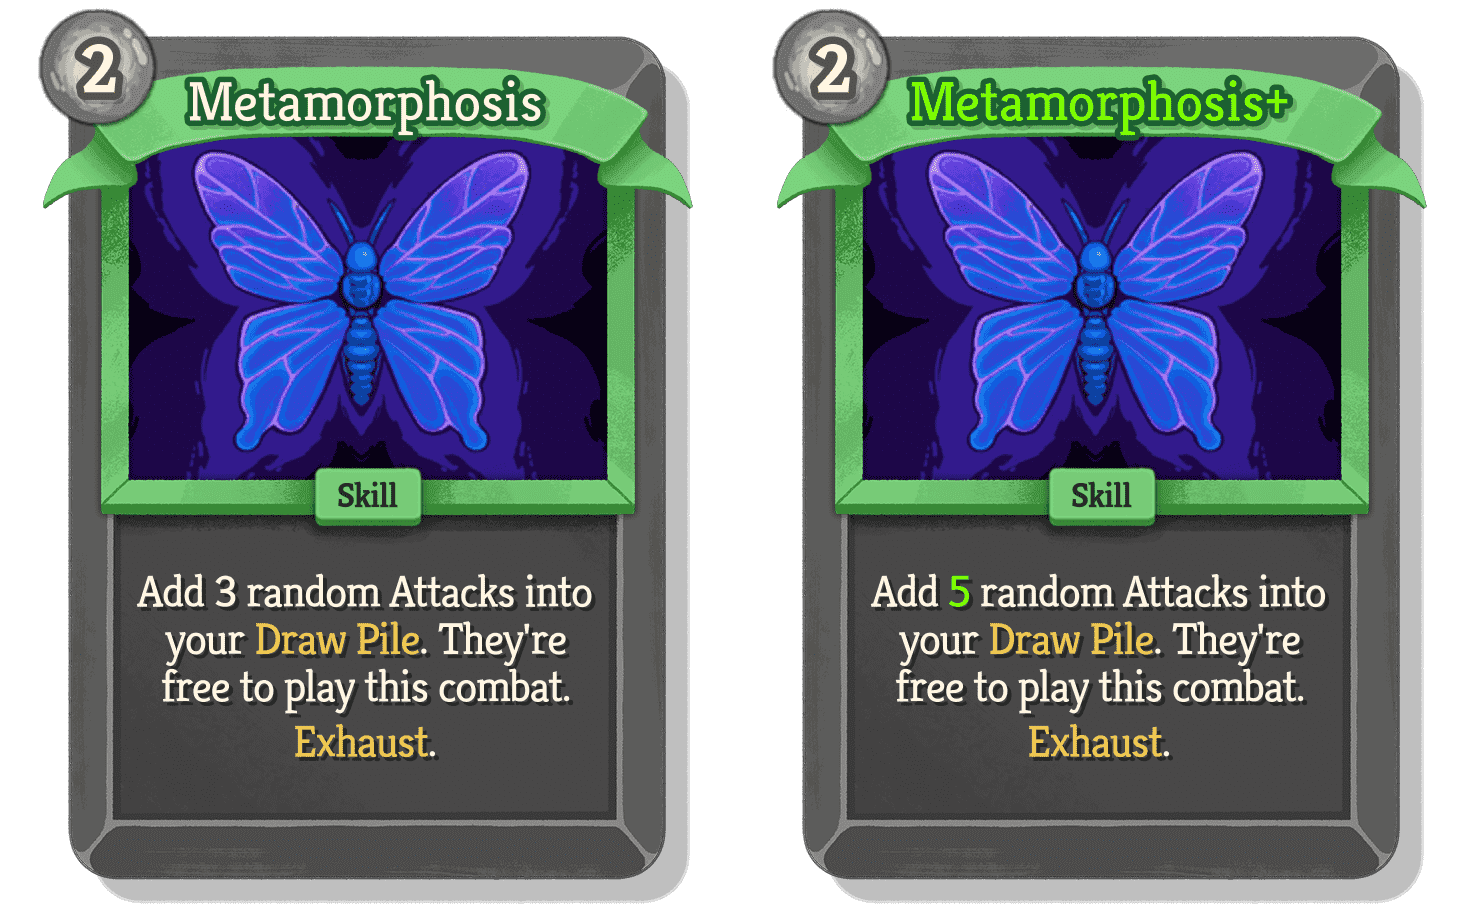 2
Metamorphosis
Skill
Add 3 random Attacks into
your Draw Pile. They're
free to play this combat.
Exhaust.
2
Metamorphosis+
Skill
Add 5 random Attacks into
your Draw Pile. They're
free to play this combat.
Exhaust.